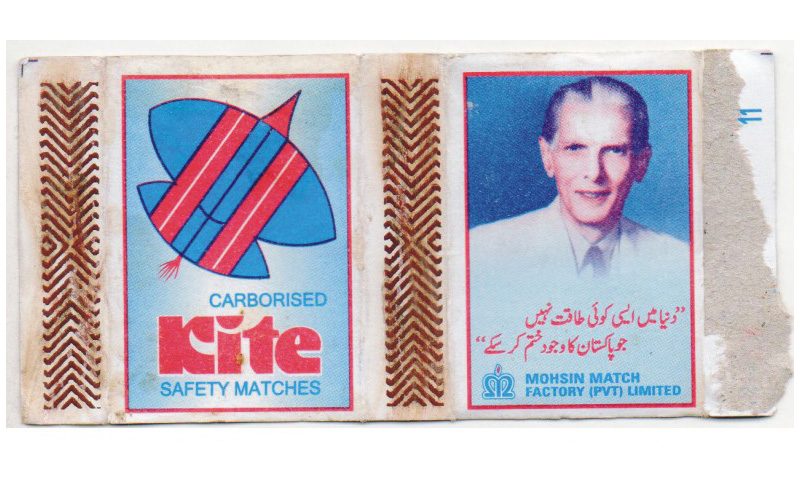 CARBORISED
Kite
SAFETY MATCHES
”دنیا میں ایسی کوئی طاقت نہیں
جو پاکستان کا وجود ختم کر سکے“
MOHSIN MATCH
FACTORY (PVT) LIMITED
11